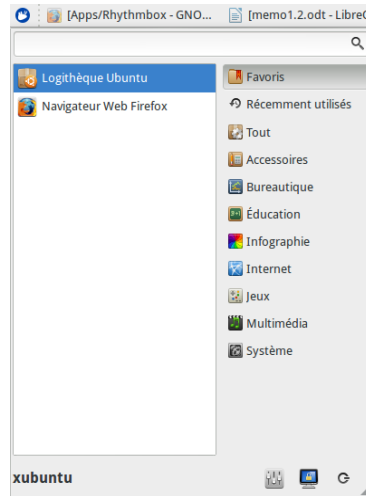 [Apps/Rhythmbox - GNO... [memo1.2.odt - Libre
Logithèque Ubuntu
Navigateur Web Firefox
Favoris
Récemment utilisés
Tout
Accessoires
Bureautique
Éducation
Infographie
Internet
Jeux
Multimédia
Système
xubuntu